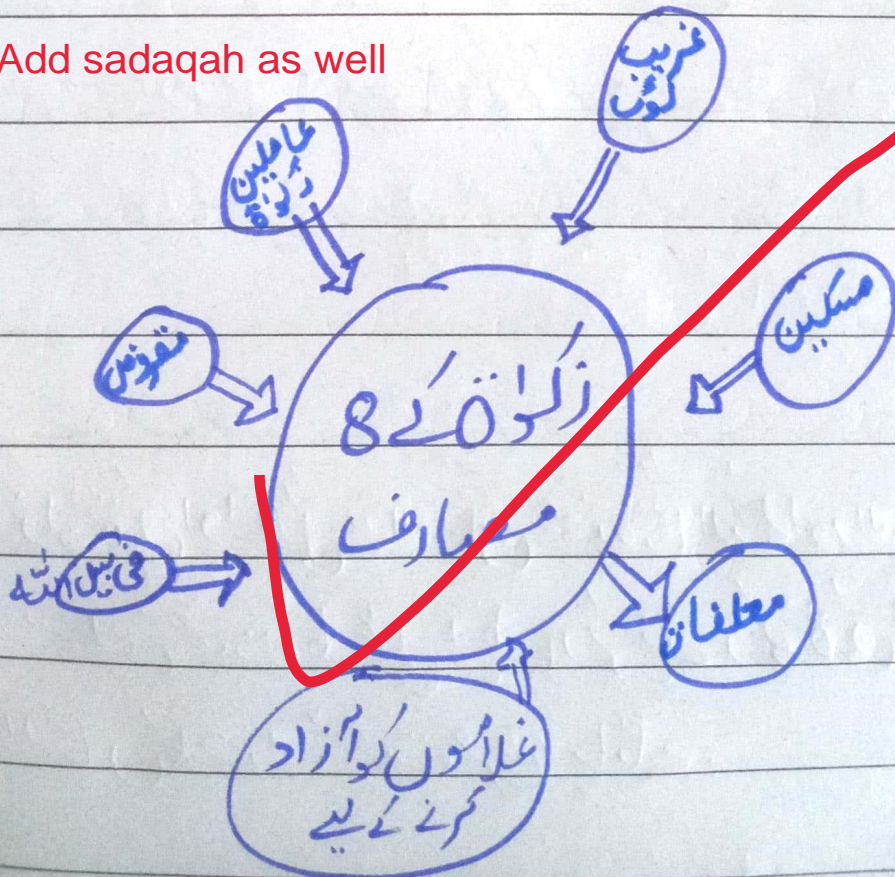 Add sadaqah as well
غریب
لوگ
عاملین
زکوٰۃ
مسکین
مقروض
زکوٰۃ کے 8
مصارف
فی سبیل اللہ
معلفات
غلاموں کو آزاد
کرنے کے لیے